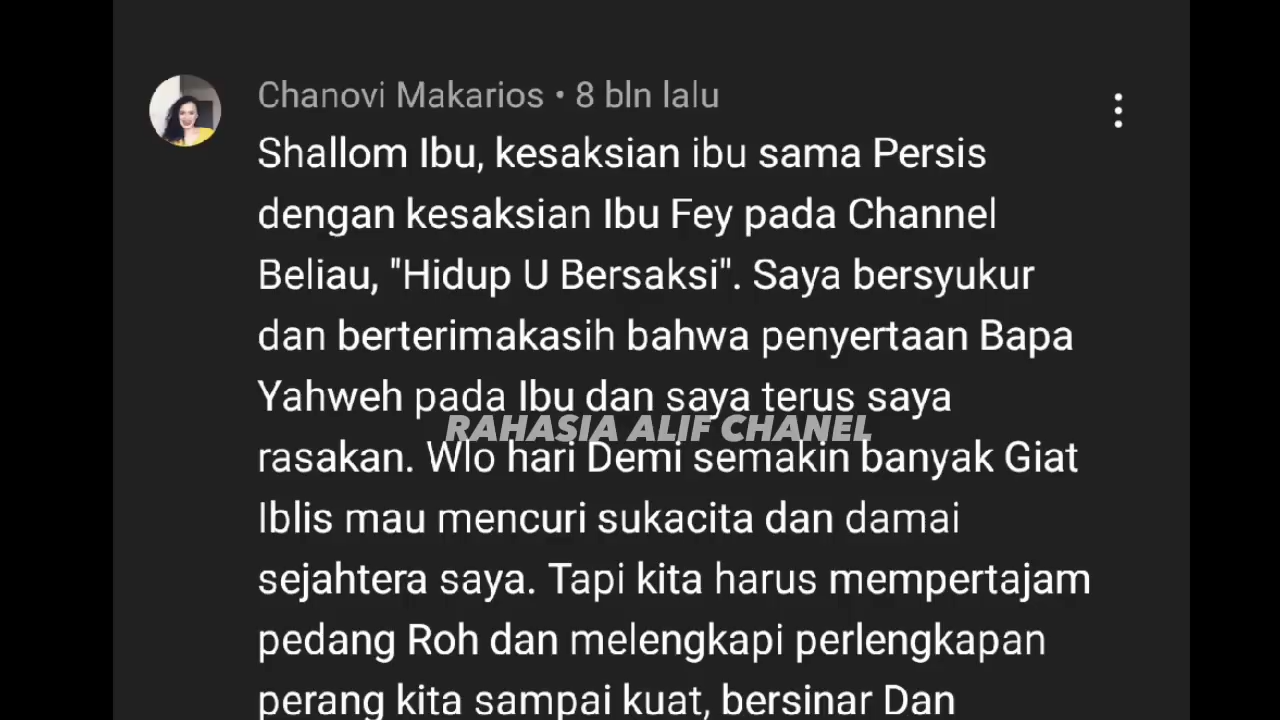 Chanovi Makarios • 8 bln lalu
Shallom Ibu, kesaksian ibu sama Persis
dengan kesaksian Ibu Fey pada Channel
Beliau, "Hidup U Bersaksi". Saya bersyukur
dan berterimakasih bahwa penyertaan Bapa
Yahweh pada Ibu dan saya terus saya
RAHASIA ALIF CHANEL
rasakan. Wlo hari Demi semakin banyak Giat
Iblis mau mencuri sukacita dan damai
sejahtera saya. Tapi kita harus mempertajam
pedang Roh dan melengkapi perlengkapan
perang kita sampai kuat, bersinar Dan